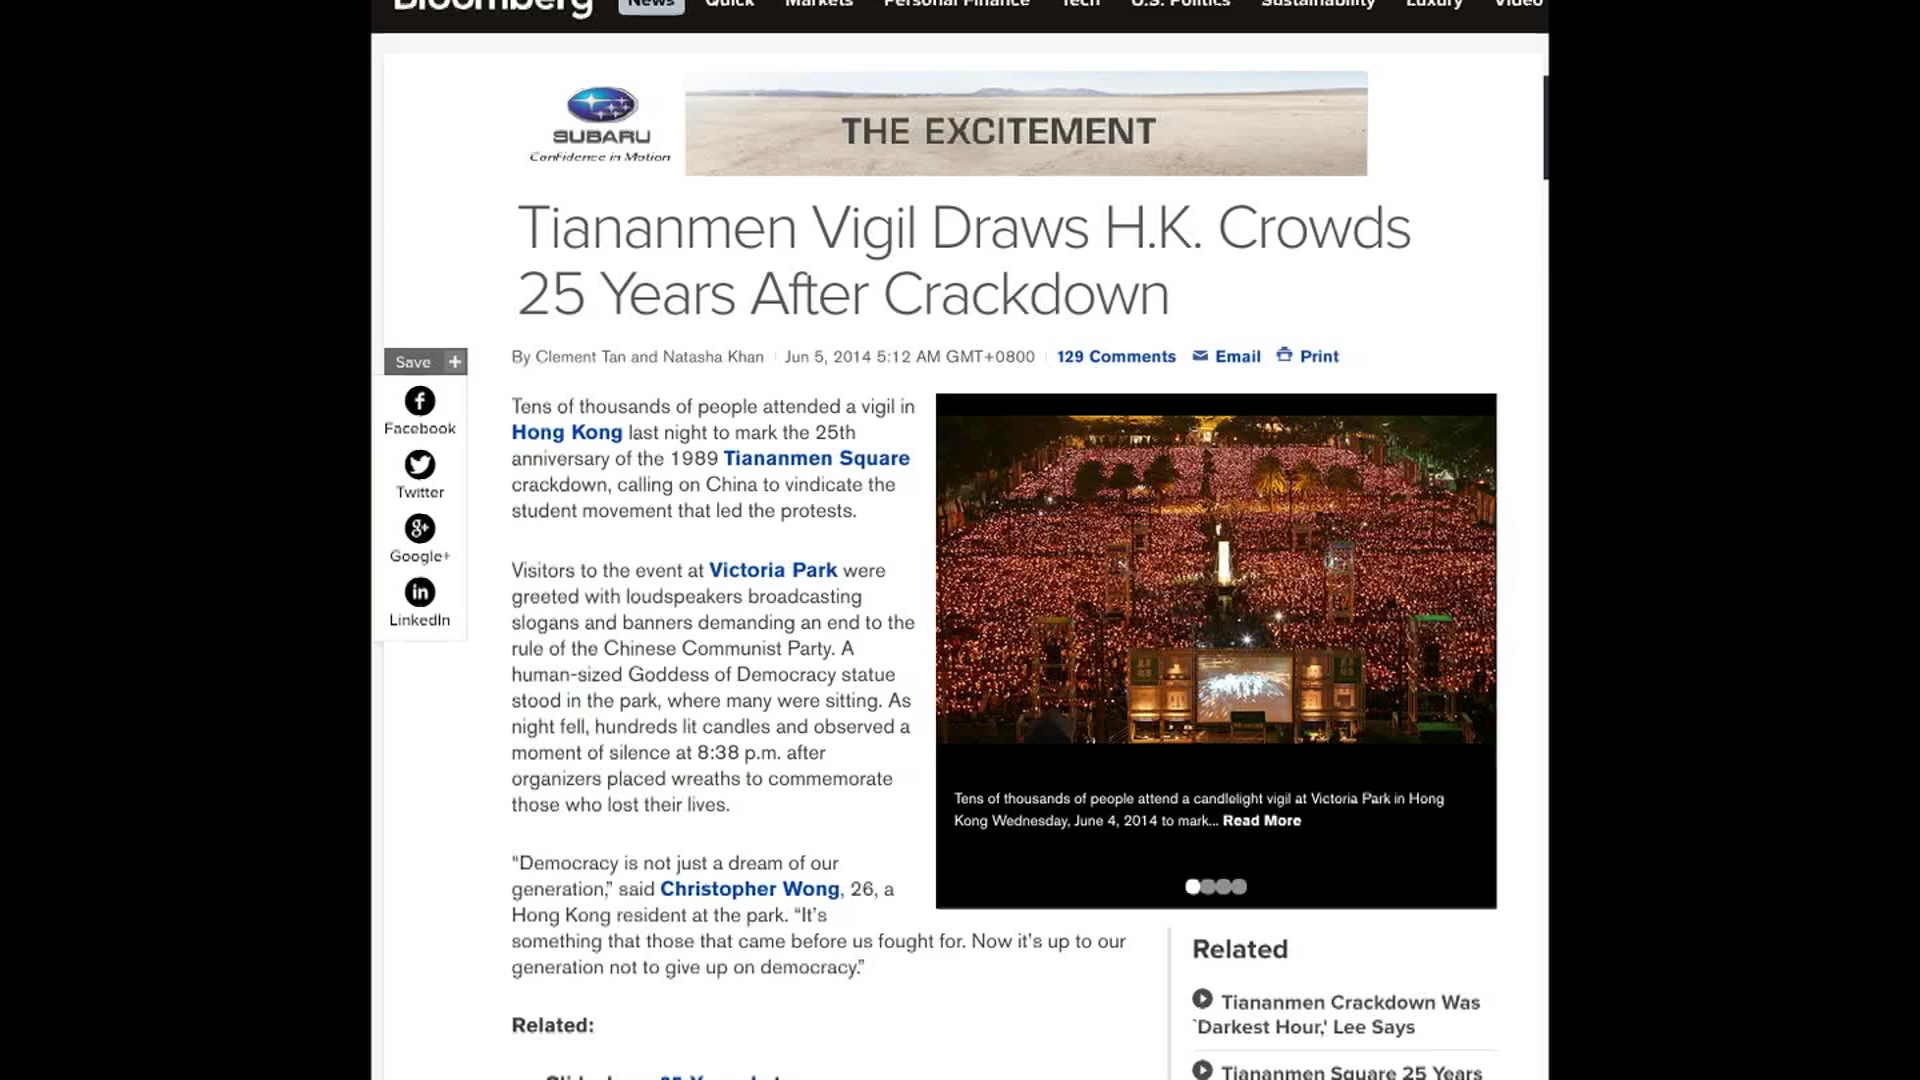 Bloomberg News Quick Markets Personal Finance Tech U.S. Politics Sustainability Luxury Video
SUBARU
Confidence in Motion
THE EXCITEMENT
Tiananmen Vigil Draws H.K. Crowds
25 Years After Crackdown
By Clement Tan and Natasha Khan Jun 5, 2014 5:12 AM GMT+0800 129 Comments Email Print
Save +
Facebook
Twitter
Google+
LinkedIn
Tens of thousands of people attended a vigil in
Hong Kong last night to mark the 25th
anniversary of the 1989 Tiananmen Square
crackdown, calling on China to vindicate the
student movement that led the protests.
Visitors to the event at Victoria Park were
greeted with loudspeakers broadcasting
slogans and banners demanding an end to the
rule of the Chinese Communist Party. A
human-sized Goddess of Democracy statue
stood in the park, where many were sitting. As
night fell, hundreds lit candles and observed a
moment of silence at 8:38 p.m. after
organizers placed wreaths to commemorate
those who lost their lives.
“Democracy is not just a dream of our
generation,” said Christopher Wong, 26, a
Hong Kong resident at the park. “It’s
something that those that came before us fought for. Now it’s up to our
generation not to give up on democracy.”
Related:
Tens of thousands of people attend a candlelight vigil at Victoria Park in Hong
Kong Wednesday, June 4, 2014 to mark... Read More
Related
Tiananmen Crackdown Was
`Darkest Hour,' Lee Says
Tiananmen Square 25 Years